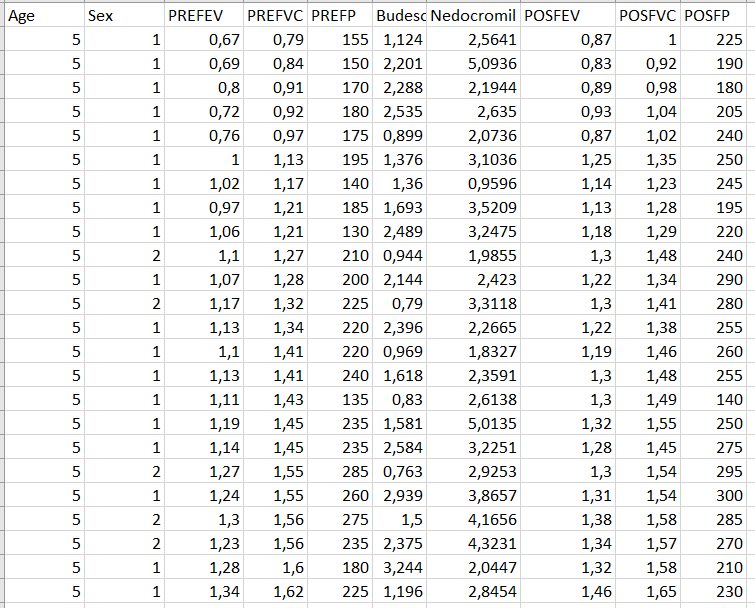 Age Sex PREFEV PREFVC PREFP Budesc Nedocromil POSFEV POSFVC POSFP
5 1 0,67 0,79 155 1,124 2,5641 0,87 1 225
5 1 0,69 0,84 150 2,201 5,0936 0,83 0,92 190
5 1 0,8 0,91 170 2,288 2,1944 0,89 0,98 180
5 1 0,72 0,92 180 2,535 2,635 0,93 1,04 205
5 1 0,76 0,97 175 0,899 2,0736 0,87 1,02 240
5 1 1 1,13 195 1,376 3,1036 1,25 1,35 250
5 1 1,02 1,17 140 1,36 0,9596 1,14 1,23 245
5 1 0,97 1,21 185 1,693 3,5209 1,13 1,28 195
5 1 1,06 1,21 130 2,489 3,2475 1,18 1,29 220
5 2 1,1 1,27 210 0,944 1,9855 1,3 1,48 240
5 1 1,07 1,28 200 2,144 2,423 1,22 1,34 290
5 2 1,17 1,32 225 0,79 3,3118 1,3 1,41 280
5 1 1,13 1,34 220 2,396 2,2665 1,22 1,38 255
5 1 1,1 1,41 220 0,969 1,8327 1,19 1,46 260
5 1 1,13 1,41 240 1,618 2,3591 1,3 1,48 255
5 1 1,11 1,43 135 0,83 2,6138 1,3 1,49 140
5 1 1,19 1,45 235 1,581 5,0135 1,32 1,55 250
5 1 1,14 1,45 235 2,584 3,2251 1,28 1,45 275
5 2 1,27 1,55 285 0,763 2,9253 1,3 1,54 295
5 1 1,24 1,55 260 2,939 3,8657 1,31 1,54 300
5 2 1,3 1,56 275 1,5 4,1656 1,38 1,58 285
5 2 1,23 1,56 235 2,375 4,3231 1,34 1,57 270
5 1 1,28 1,6 180 3,244 2,0447 1,32 1,58 210
5 1 1,34 1,62 225 1,196 2,8454 1,46 1,65 230